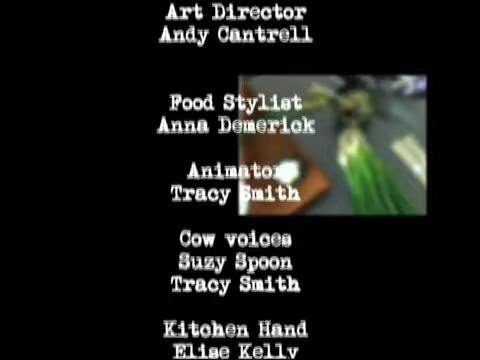 Art Director
Andy Cantrell
Food Stylist
Anna Demerick
Animator
Tracy Smith
Cow voices
Suzy Spoon
Tracy Smith
Kitchen Hand
Elise Kelly